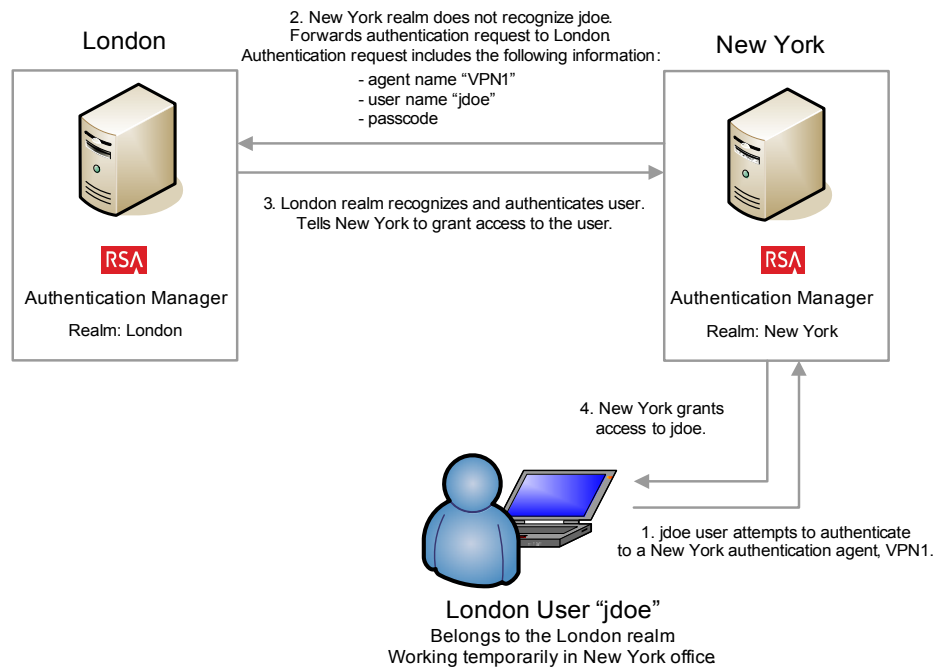 London
2. New York realm does not recognize jdoe.
Forwards authentication request to London.
Authentication request includes the following information:
- agent name “VPN1”
- user name “jdoe”
- passcode
New York
3. London realm recognizes and authenticates user.
Tells New York to grant access to the user.
RSA
Authentication Manager
Realm: London
RSA
Authentication Manager
Realm: New York
4. New York grants
access to jdoe.
1. jdoe user attempts to authenticate
to a New York authentication agent, VPN1.
London User “jdoe”
Belongs to the London realm
Working temporarily in New York office